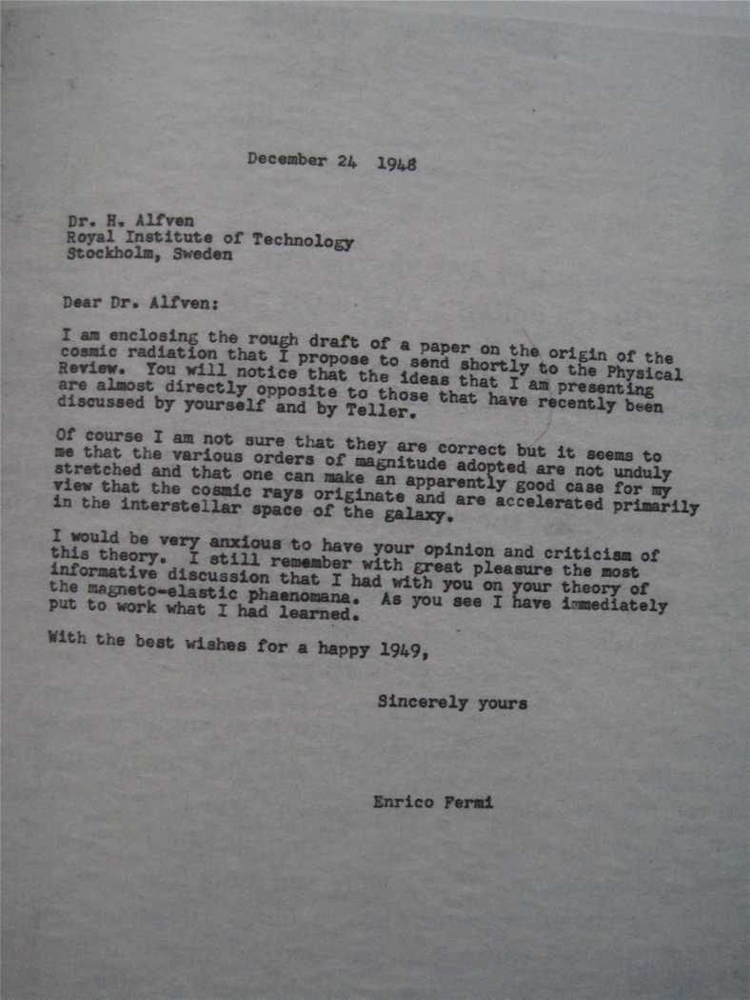 December 24  1948
Dr. H. Alfven
Royal Institute of Technology
Stockholm, Sweden
Dear Dr. Alfven:
I am enclosing the rough draft of a paper on the origin of the
cosmic radiation that I propose to send shortly to the Physical
Review.  You will notice that the ideas that I am presenting
are almost directly opposite to those that have recently been
discussed by yourself and by Teller.
Of course I am not sure that they are correct but it seems to
me that the various orders of magnitude adopted are not unduly
stretched and that one can make an apparently good case for my
view that the cosmic rays originate and are accelerated primarily
in the interstellar space of the galaxy.
I would be very anxious to have your opinion and criticism of
this theory.  I still remember with great pleasure the most
informative discussion that I had with you on your theory of
the magneto-elastic phaenomana.  As you see I have immediately
put to work what I had learned.
With the best wishes for a happy 1949,
Sincerely yours
Enrico Fermi